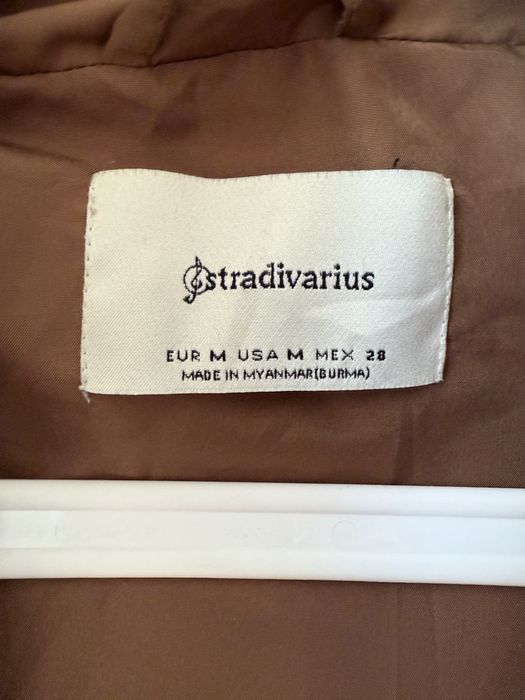 stradivarius
EUR M USA M MEX 28
MADE IN MYANMAR(BURMA)